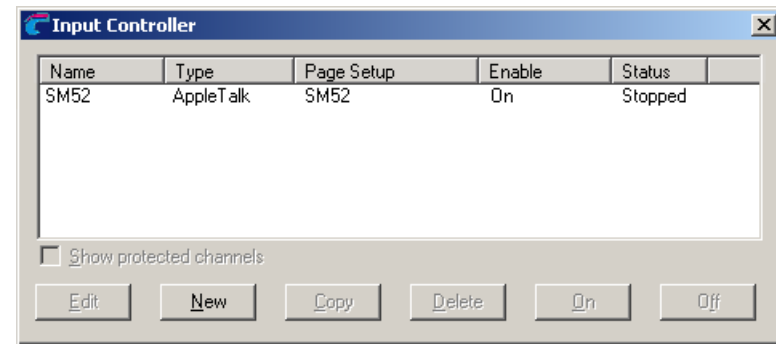 Input Controller
Name Type Page Setup Enable Status
SM52 AppleTalk SM52 On Stopped
Show protected channels
Edit New Copy Delete On Off